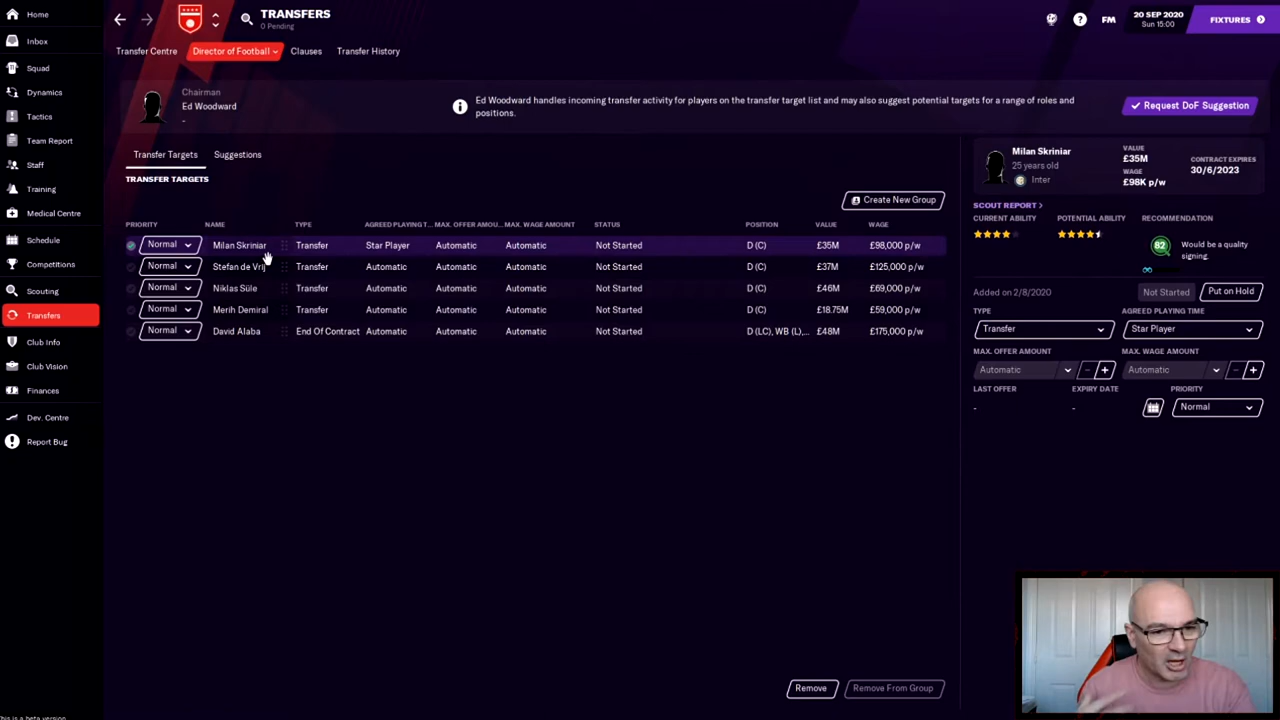 Home
Inbox
Squad
Dynamics
Tactics
Team Report
Staff
Training
Medical Centre
Schedule
Competitions
Scouting
Transfers
Club Info
Club Vision
Finances
Dev. Centre
Report Bug
This is a beta version
TRANSFERS
0 Pending
FM
20 SEP 2020
Sun 15:00
FIXTURES
Transfer Centre
Director of Football
Clauses
Transfer History
Chairman
Ed Woodward
-
Ed Woodward handles incoming transfer activity for players on the transfer target list and may also suggest potential targets for a range of roles and
positions.
Request DoF Suggestion
Transfer Targets Suggestions
TRANSFER TARGETS
Create New Group
PRIORITY NAME TYPE AGREED PLAYING T... MAX. OFFER AMOU... MAX. WAGE AMOUNT STATUS POSITION VALUE WAGE
Normal Milan Skriniar Transfer Star Player Automatic Automatic Not Started D (C) £35M £98,000 p/w
Normal Stefan de Vrij Transfer Automatic Automatic Automatic Not Started D (C) £37M £125,000 p/w
Normal Niklas Süle Transfer Automatic Automatic Automatic Not Started D (C) £46M £69,000 p/w
Normal Merih Demiral Transfer Automatic Automatic Automatic Not Started D (C) £18.75M £59,000 p/w
Normal David Alaba End Of Contract Automatic Automatic Automatic Not Started D (LC), WB (L),... £48M £175,000 p/w
Remove
Remove From Group
Milan Skriniar
25 years old
Inter
VALUE
£35M
WAGE
£98K p/w
CONTRACT EXPIRES
30/6/2023
SCOUT REPORT >
CURRENT ABILITY POTENTIAL ABILITY RECOMMENDATION
82
Would be a quality
signing.
Added on 2/8/2020 Not Started Put on Hold
TYPE AGREED PLAYING TIME
Transfer Star Player
MAX. OFFER AMOUNT MAX. WAGE AMOUNT
Automatic - + Automatic - +
LAST OFFER EXPIRY DATE PRIORITY
- - Normal